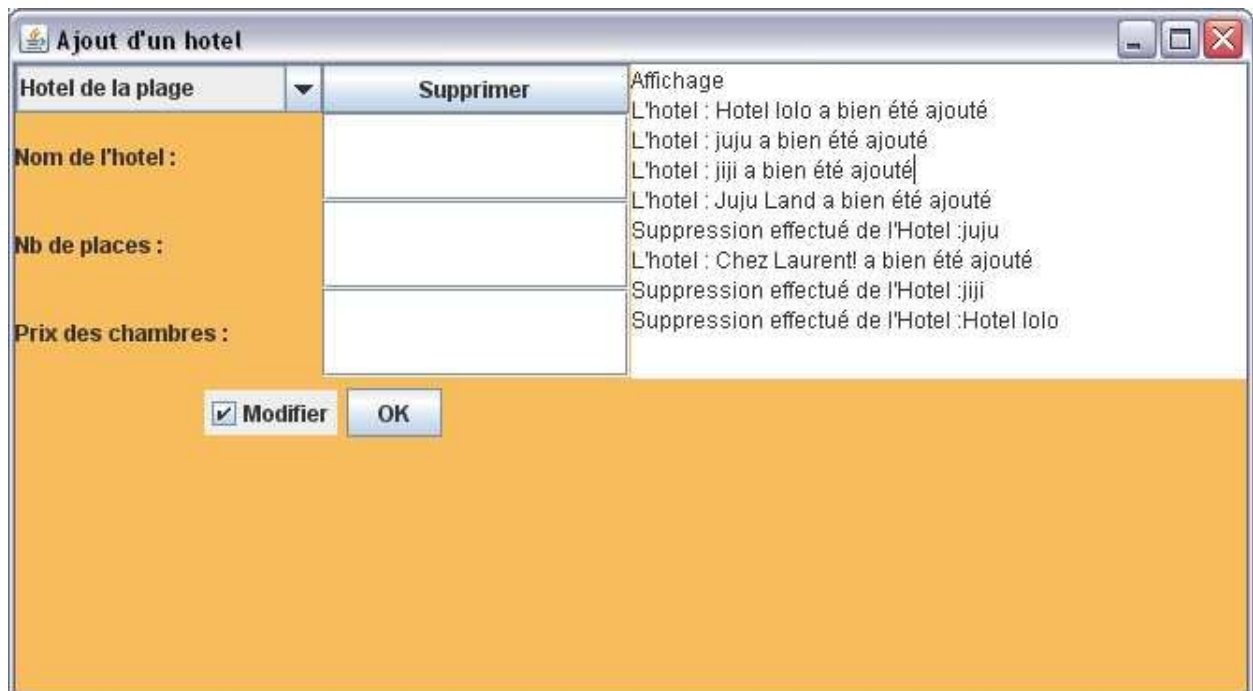 Ajout d'un hotel
Hotel de la plage
Supprimer
Nom de l'hotel :
Nb de places :
Prix des chambres :
Modifier
OK
Affichage
L'hotel : Hotel lolo a bien été ajouté
L'hotel : juju a bien été ajouté
L'hotel : jiji a bien été ajouté
L'hotel : Juju Land a bien été ajouté
Suppression effectué de l'Hotel :juju
L'hotel : Chez Laurent! a bien été ajouté
Suppression effectué de l'Hotel :jiji
Suppression effectué de l'Hotel :Hotel lolo